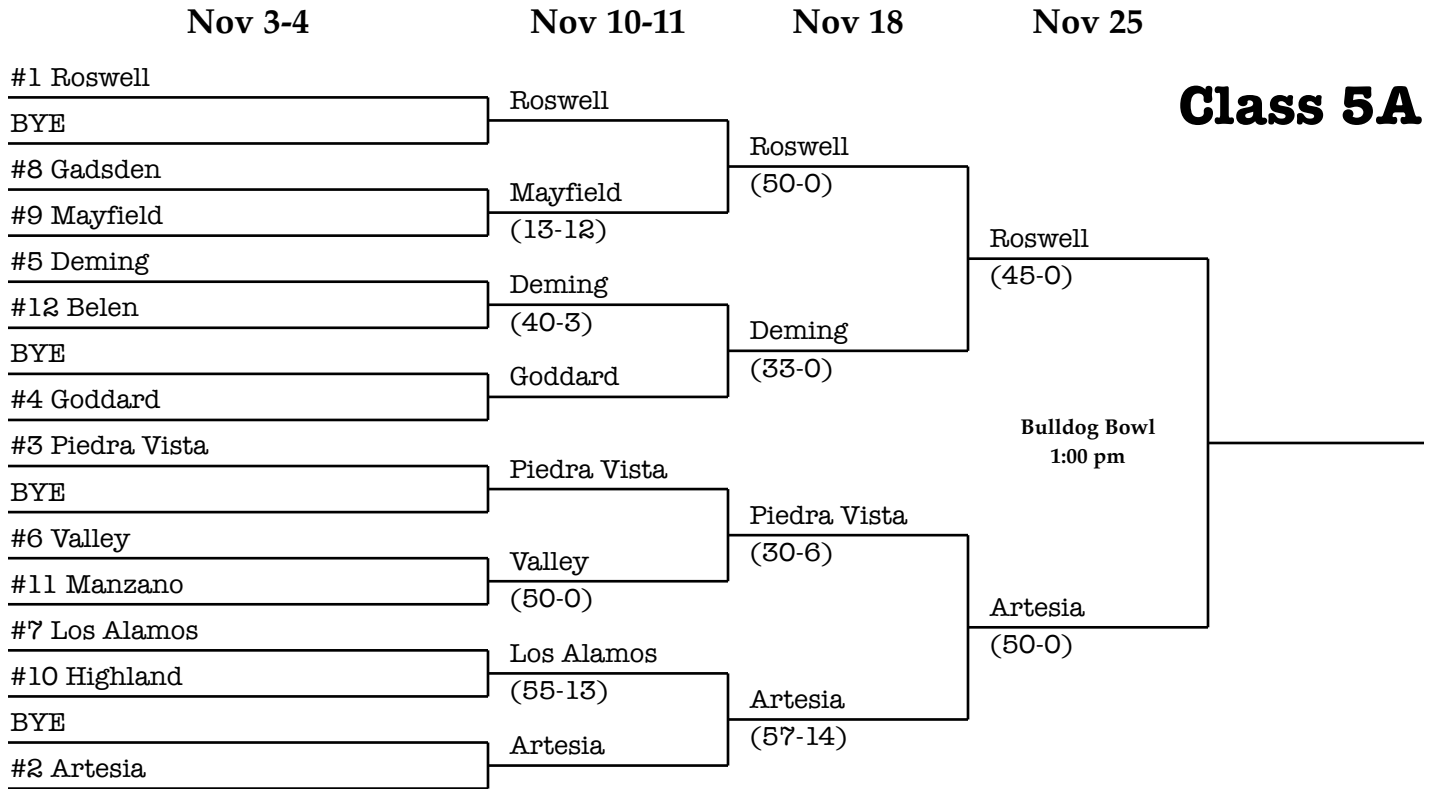 Nov 3-4 Nov 10-11 Nov 18 Nov 25
Class 5A
#1 Roswell
BYE
#8 Gadsden
#9 Mayfield
#5 Deming
#12 Belen
BYE
#4 Goddard
#3 Piedra Vista
BYE
#6 Valley
#11 Manzano
#7 Los Alamos
#10 Highland
BYE
#2 Artesia
Roswell
Mayfield
(13-12)
Deming
(40-3)
Goddard
Piedra Vista
Valley
(50-0)
Los Alamos
(55-13)
Artesia
Roswell
(50-0)
Deming
(33-0)
Piedra Vista
(30-6)
Artesia
(57-14)
Roswell
(45-0)
Bulldog Bowl
1:00 pm
Artesia
(50-0)